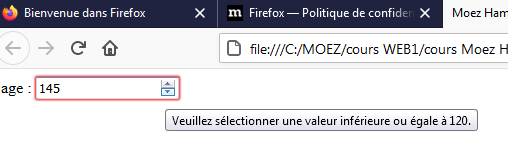 Bienvenue dans Firefox
Firefox — Politique de confiden
Moez Ham
file:///C:/MOEZ/cours WEB1/cours Moez H
age : 145
Veuillez sélectionner une valeur inférieure ou égale à 120.